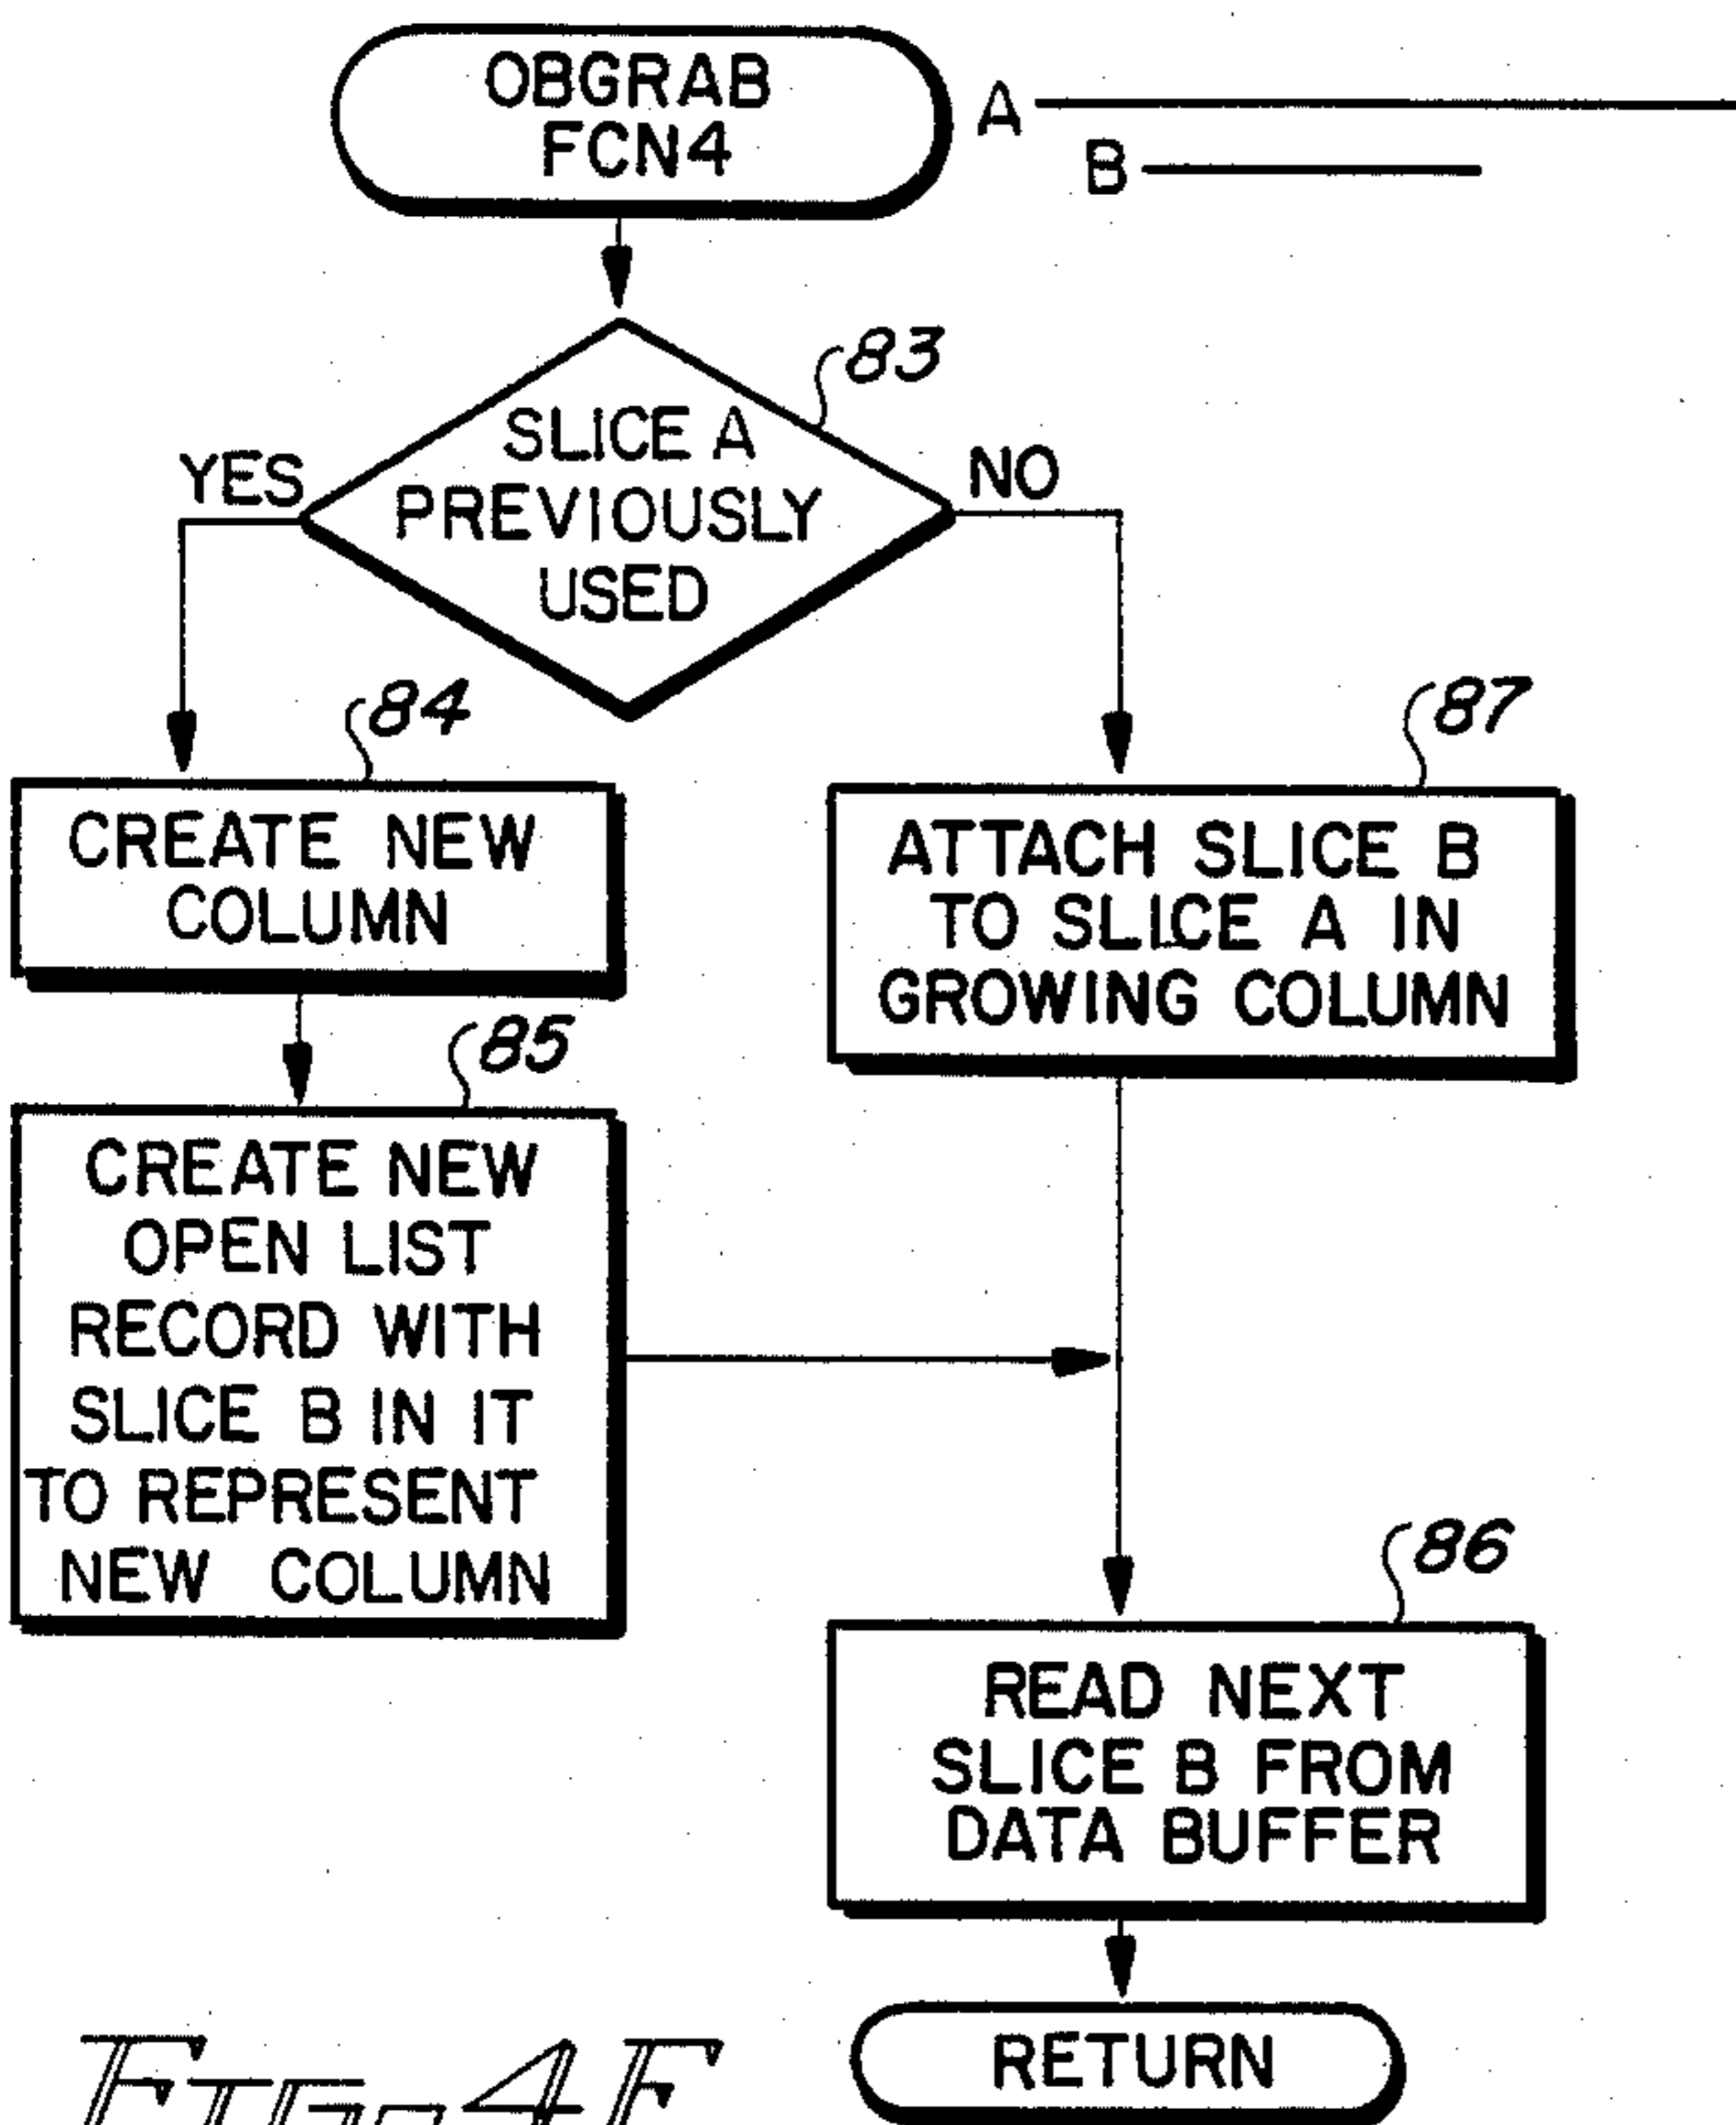 OBGRAB
FCN4
A
B
83
SLICE A
PREVIOUSLY
USED
YES
NO
84
CREATE NEW
COLUMN
87
ATTACH SLICE B
TO SLICE A IN
GROWING COLUMN
85
CREATE NEW
OPEN LIST
RECORD WITH
SLICE B IN IT
TO REPRESENT
NEW COLUMN
86
READ NEXT
SLICE B FROM
DATA BUFFER
RETURN